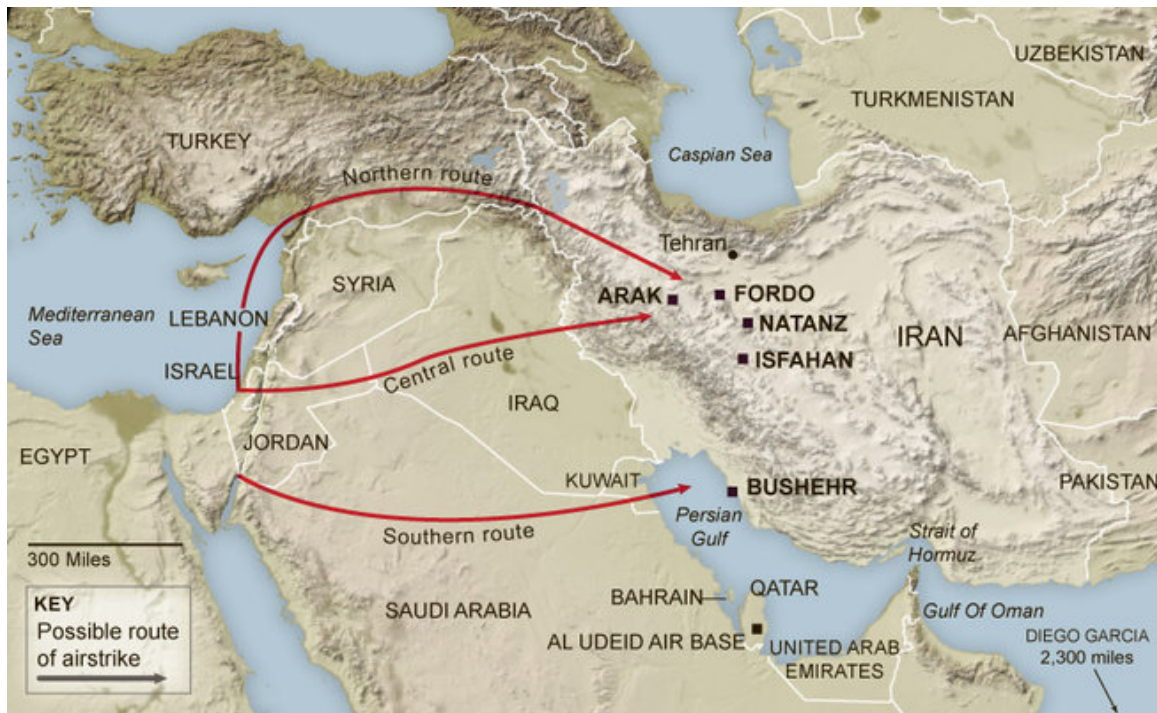 UZBEKISTAN
TURKMENISTAN
TURKEY
Caspian Sea
Northern route
Tehran
SYRIA
ARAK
FORDO
Mediterranean
Sea
LEBANON
NATANZ
IRAN
AFGHANISTAN
ISRAEL
Central route
ISFAHAN
IRAQ
JORDAN
EGYPT
KUWAIT
BUSHEHR
PAKISTAN
Persian
Gulf
Southern route
Strait of
Hormuz
300 Miles
BAHRAIN
QATAR
SAUDI ARABIA
Gulf Of Oman
KEY
Possible route
of airstrike
AL UDEID AIR BASE
UNITED ARAB
EMIRATES
DIEGO GARCIA
2,300 miles